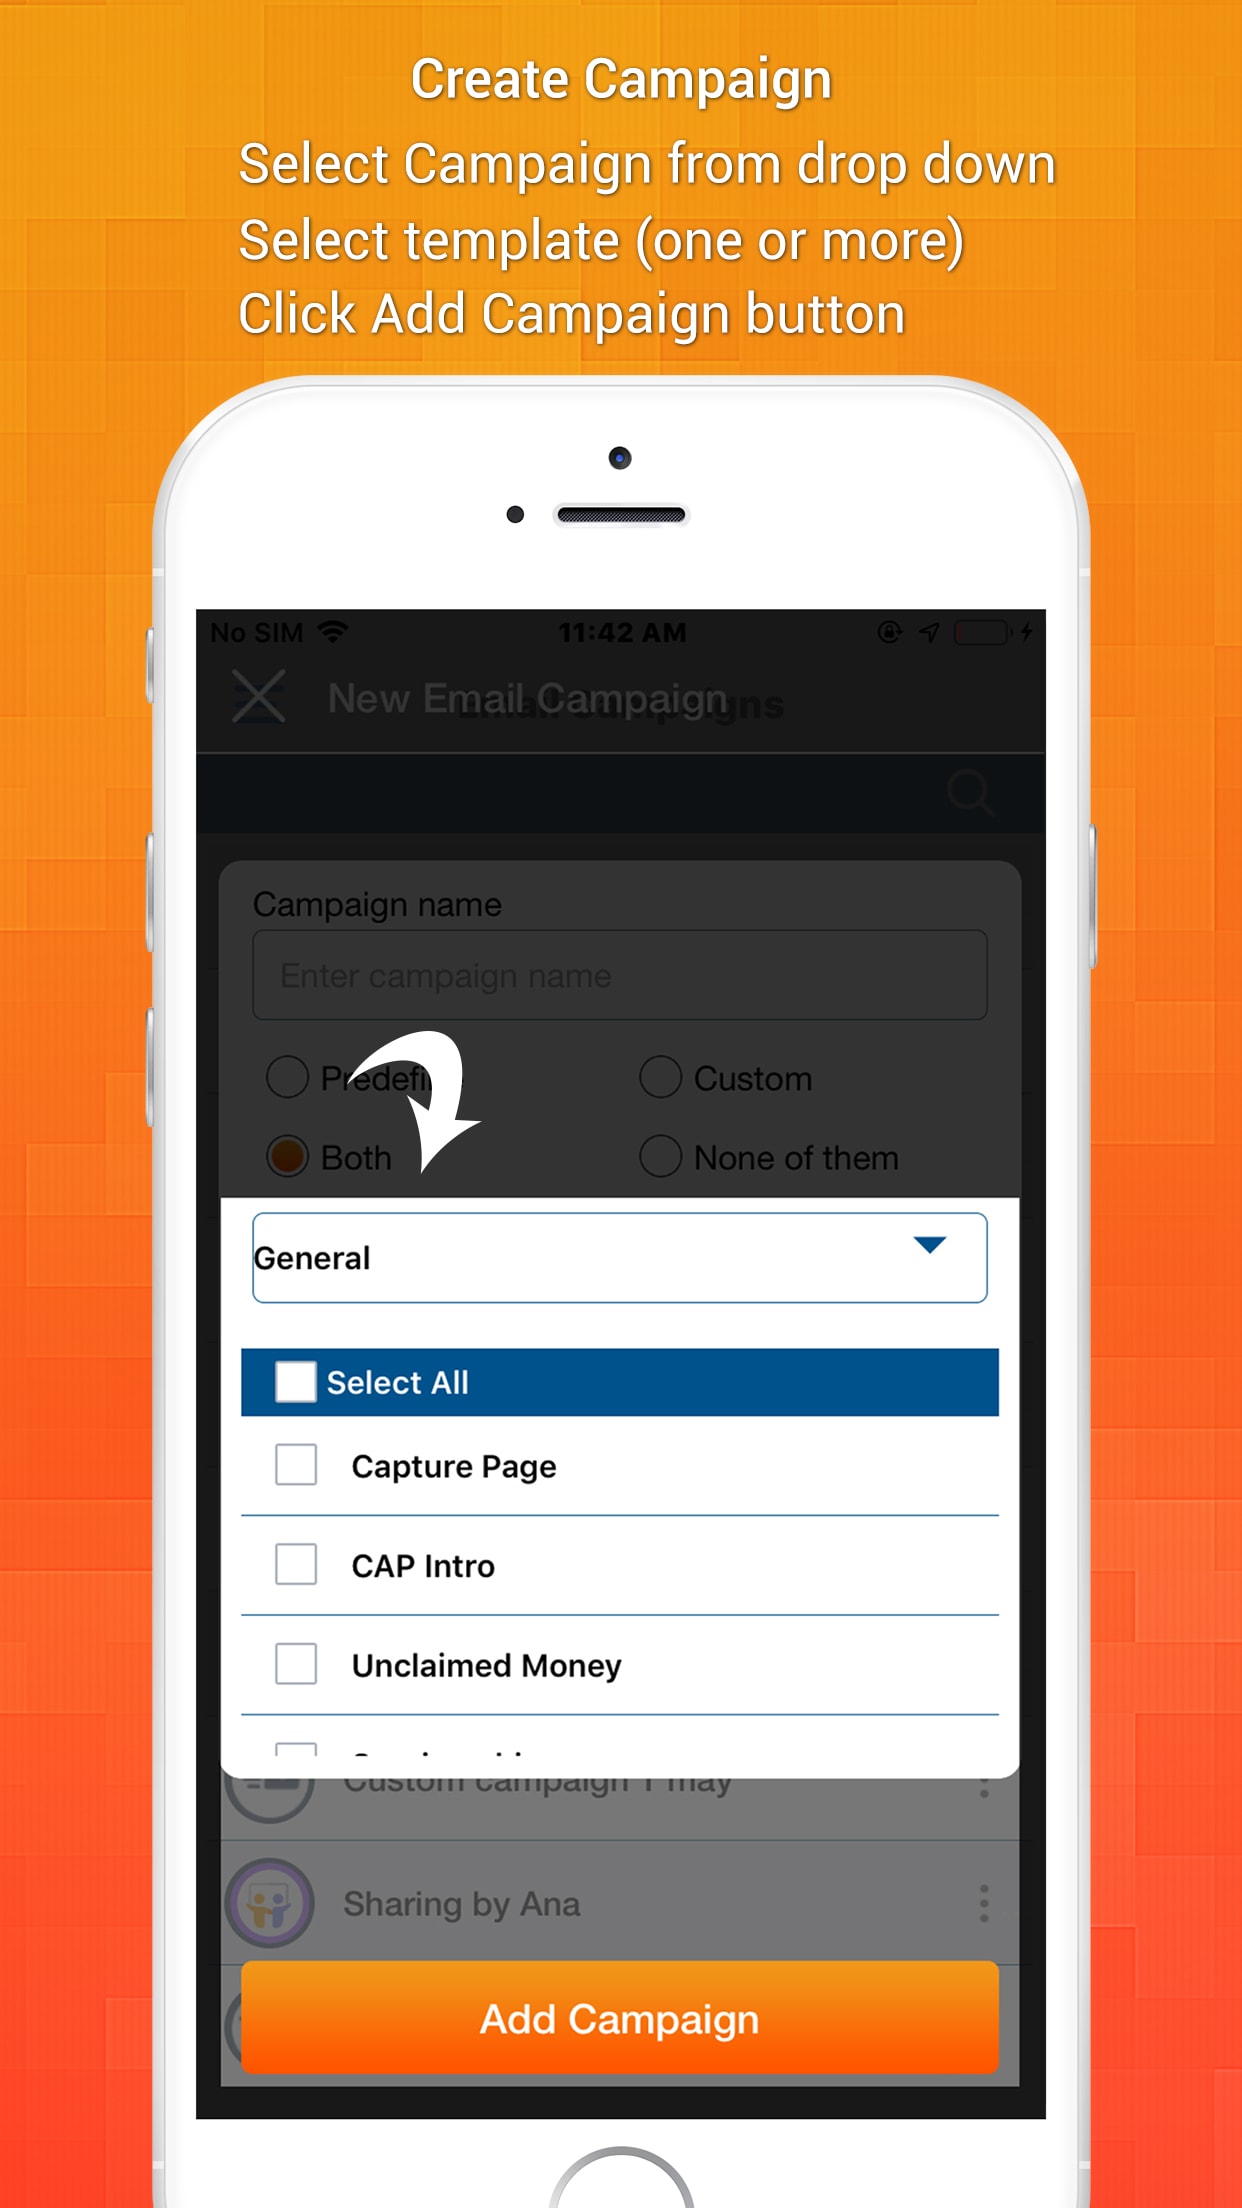 Create Campaign
Select Campaign from drop down
Select template (one or more)
Click Add Campaign button
No SIM 11:42 AM
New Email Campaign
Email Campaigns
Campaign name
Enter campaign name
Custom
Both None of them
General
Select All
Capture Page
CAP Intro
Unclaimed Money
Custom campaign 1 may
Sharing by Ana
Add Campaign